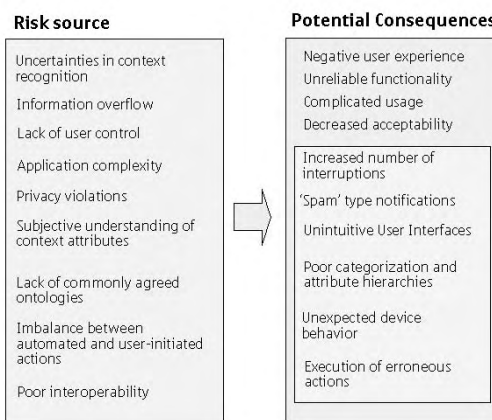 Risk source
Uncertainties in context
recognition
Information overflow
Lack of user control
Application complexity
Privacy violations
Subjective understanding of
context attributes
Lack of commonly agreed
ontologies
Imbalance between
automated and user-initiated
actions
Poor interoperability
Potential Consequences
Negative user experience
Unreliable functionality
Complicated usage
Decreased acceptability
Increased number of
interruptions
'Spam' type notifications
Unintuitive User Interfaces
Poor categorization and
attribute hierarchies
Unexpected device
behavior
Execution of erroneous
actions